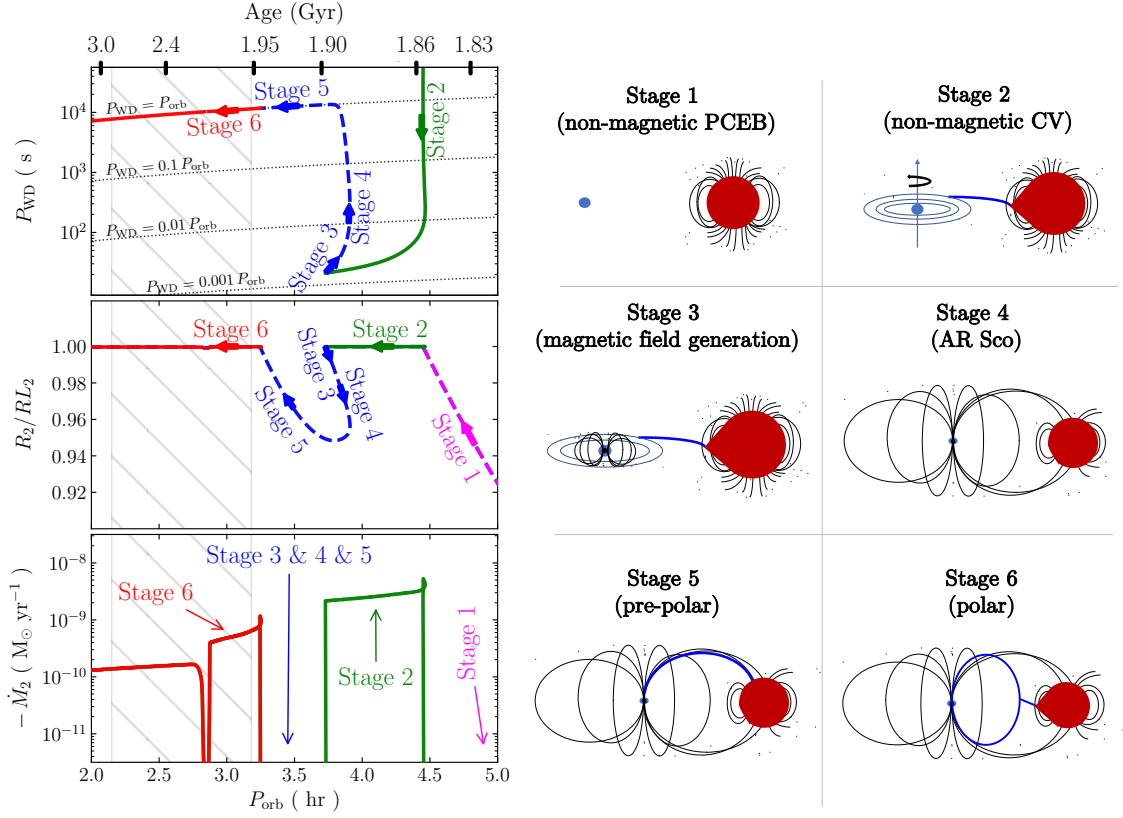 Age (Gyr)
3.0 2.4 1.95 1.90 1.86 1.83
P_WD ( s )
10^4
10^3
10^2
P_WD = P_orb
P_WD = 0.1 P_orb
P_WD = 0.01 P_orb
P_WD = 0.001 P_orb
Stage 6
Stage 5
Stage 4
Stage 3
Stage 2
R_2/RL_2
1.00
0.98
0.96
0.94
0.92
Stage 6
Stage 5
Stage 3
Stage 4
Stage 2
Stage 1
− Ṁ_2 ( M_⊙ yr^−1 )
10^−8
10^−9
10^−10
10^−11
Stage 6
Stage 3 & 4 & 5
Stage 2
Stage 1
2.0 2.5 3.0 3.5 4.0 4.5 5.0
P_orb ( hr )
Stage 1
(non-magnetic PCEB)
Stage 2
(non-magnetic CV)
Stage 3
(magnetic field generation)
Stage 4
(AR Sco)
Stage 5
(pre-polar)
Stage 6
(polar)